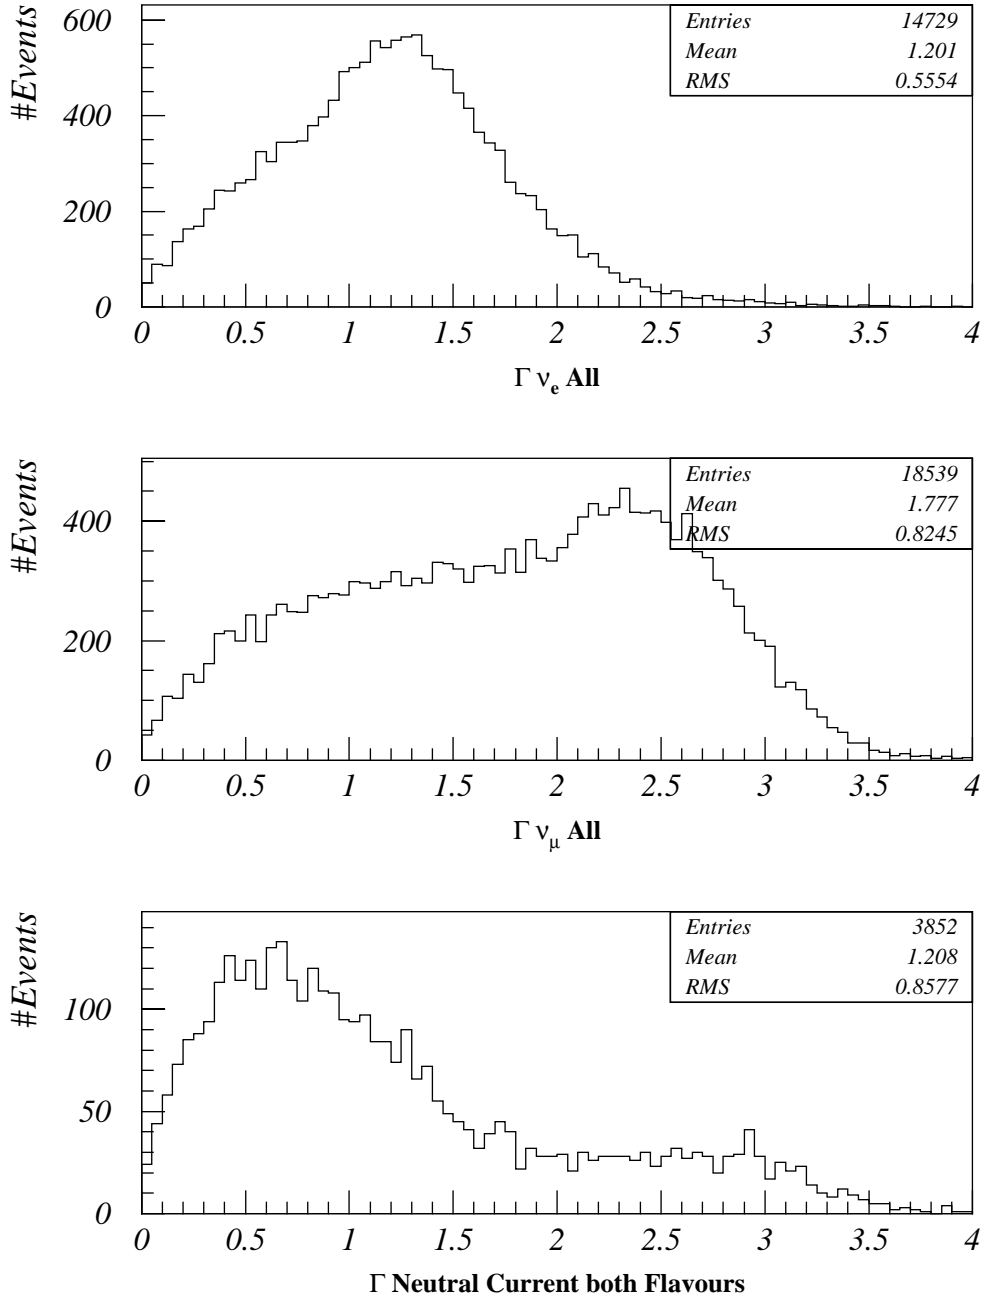 #Events
600
400
200
0
Entries 14729
Mean 1.201
RMS 0.5554
0 0.5 1 1.5 2 2.5 3 3.5 4
Γ νe All
#Events
400
200
0
Entries 18539
Mean 1.777
RMS 0.8245
0 0.5 1 1.5 2 2.5 3 3.5 4
Γ νμ All
#Events
100
50
0
Entries 3852
Mean 1.208
RMS 0.8577
0 0.5 1 1.5 2 2.5 3 3.5 4
Γ Neutral Current both Flavours